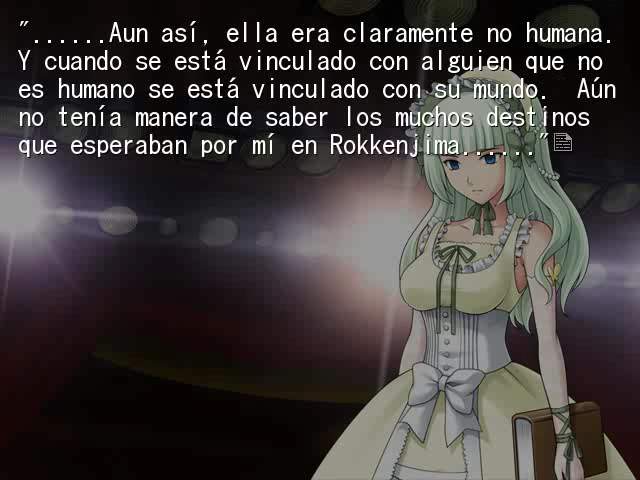 "......Aun así, ella era claramente no humana.
Y cuando se está vinculado con alguien que no
es humano se está vinculado con su mundo.  Aún
no tenía manera de saber los muchos destinos
que esperaban por mí en Rokkenjima......"